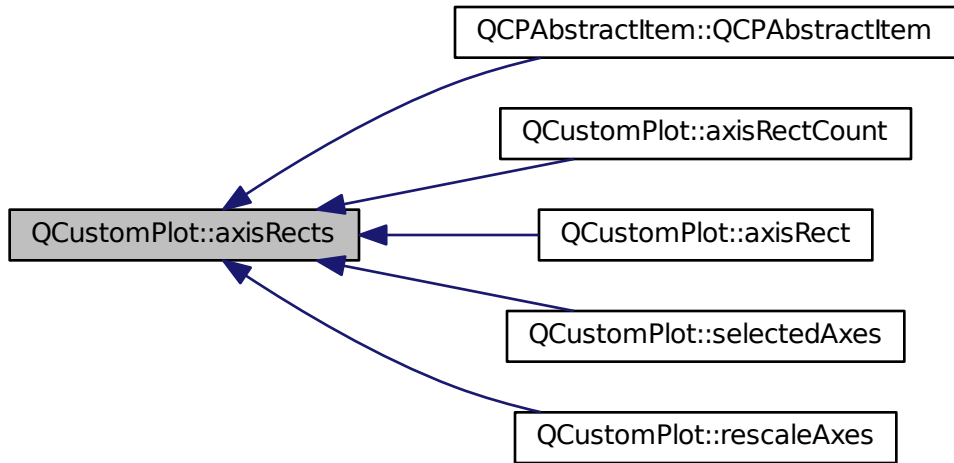 QCPAbstractItem::QCPAbstractItem
QCustomPlot::axisRectCount
QCustomPlot::axisRects
QCustomPlot::axisRect
QCustomPlot::selectedAxes
QCustomPlot::rescaleAxes